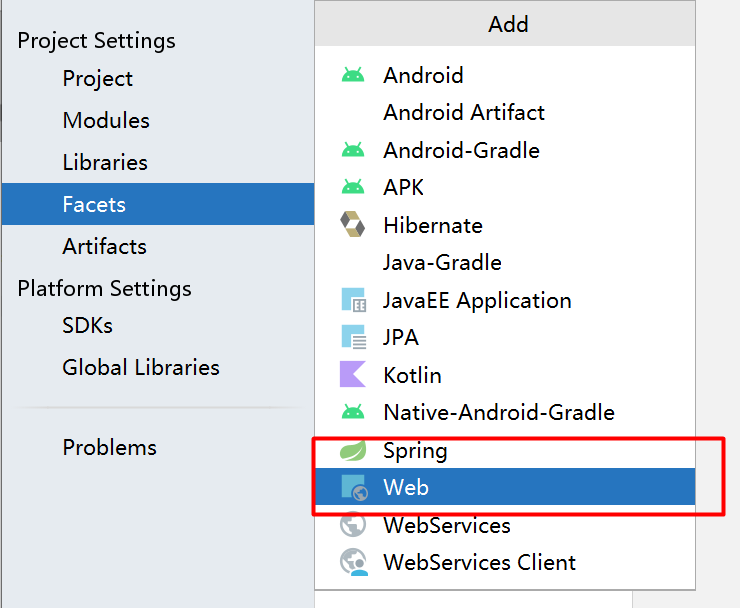 Project Settings
Project
Modules
Libraries
Facets
Artifacts
Platform Settings
SDKs
Global Libraries
Problems
Add
Android
Android Artifact
Android-Gradle
APK
Hibernate
Java-Gradle
EE
JavaEE Application
JPA
Kotlin
Native-Android-Gradle
Spring
Web
WebServices
WebServices Client